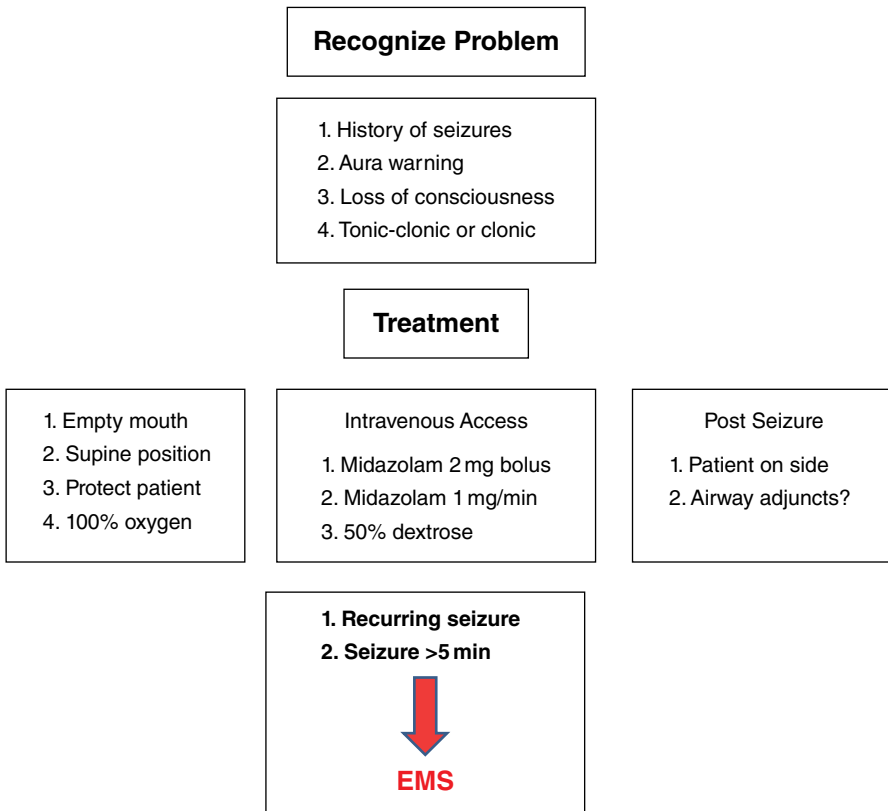 Recognize Problem
1. History of seizures
2. Aura warning
3. Loss of consciousness
4. Tonic-clonic or clonic
Treatment
1. Empty mouth
2. Supine position
3. Protect patient
4. 100% oxygen
Intravenous Access
1. Midazolam 2 mg bolus
2. Midazolam 1 mg/min
3. 50% dextrose
Post Seizure
1. Patient on side
2. Airway adjuncts?
1. Recurring seizure
2. Seizure >5 min
EMS